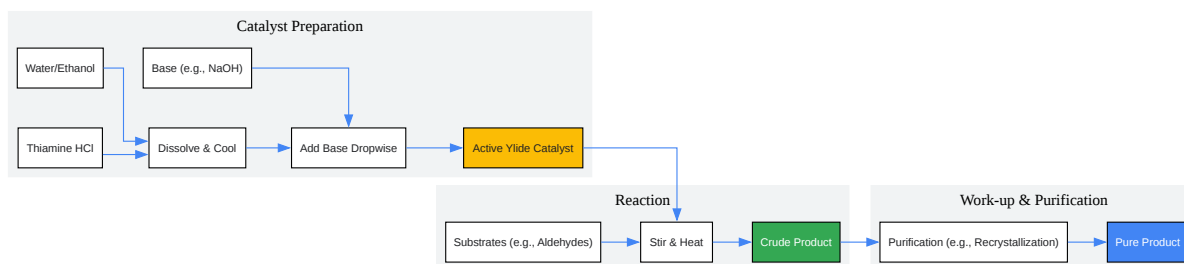 Catalyst Preparation
Water/Ethanol
Base (e.g., NaOH)
Thiamine HCl
Dissolve & Cool
Add Base Dropwise
Active Ylide Catalyst
Reaction
Substrates (e.g., Aldehydes)
Stir & Heat
Crude Product
Work-up & Purification
Purification (e.g., Recrystallization)
Pure Product